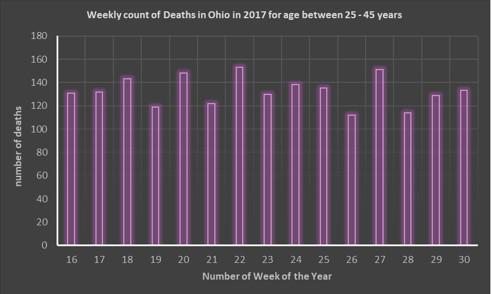 Weekly count of Deaths in Ohio in 2017 for age between 25 - 45 years
180
160
140
120
100
80
60
40
20
0
number of deaths
16 17 18 19 20 21 22 23 24 25 26 27 28 29 30
Number of Week of the Year